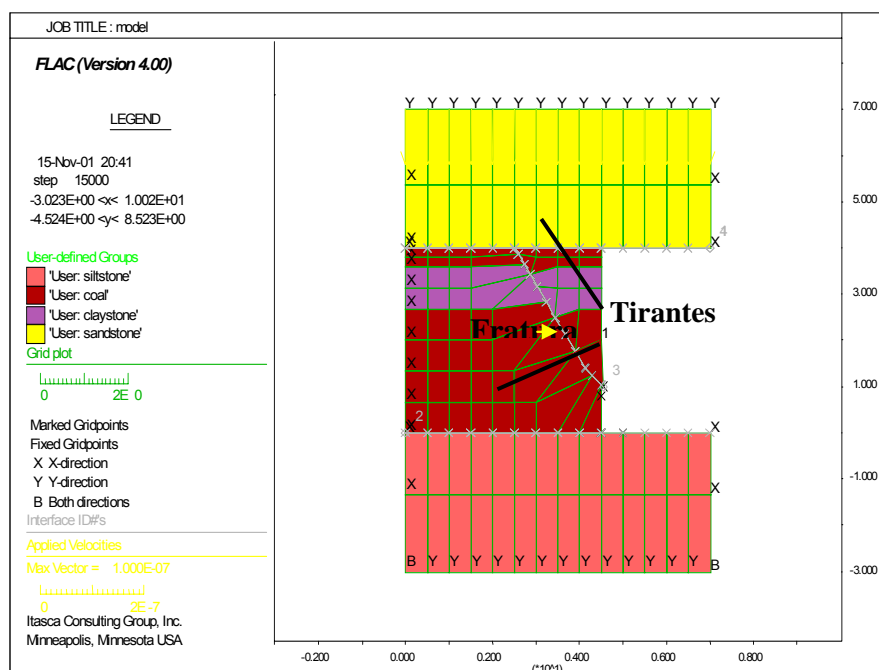 JOB TITLE : model
FLAC (Version 4.00)
LEGEND
15-Nov-01 20:41
step 15000
-3.023E+00 <x< 1.002E+01
-4.524E+00 <y< 8.523E+00
User-defined Groups
'User: siltstone'
'User: coal'
'User: claystone'
'User: sandstone'
Grid plot
0 2E 0
Marked Gridpoints
Fixed Gridpoints
X X-direction
Y Y-direction
B Both directions
Interface ID#'s
Applied Velocities
Max Vector = 1.000E-07
0 2E -7
Itasca Consulting Group, Inc.
Minneapolis, Minnesota USA
Y Y Y Y Y Y Y Y Y Y Y Y Y Y Y
X X
X X 4
X
X
X
Tirantes
X Fratura 1
X 3
X X
2 X X
X X
B Y Y Y Y Y Y Y Y Y Y Y Y Y B
7.000
5.000
3.000
1.000
-1.000
-3.000
-0.200 0.000 0.200 0.400 0.600 0.800
(*10^1)